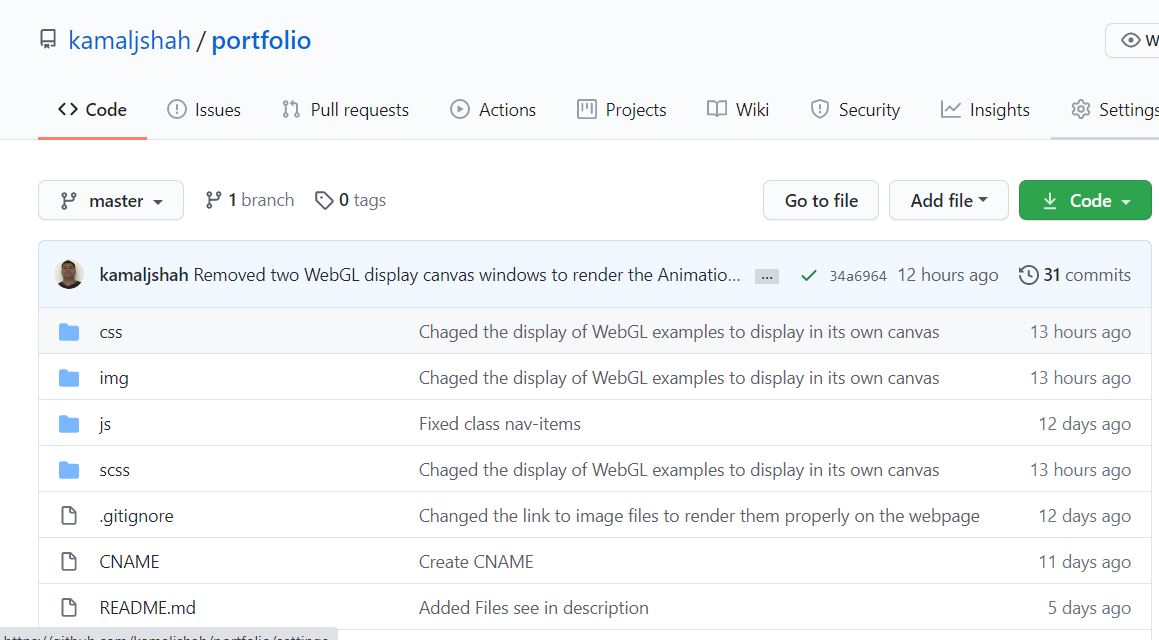 kamaljshah / portfolio
W
Code Issues Pull requests Actions Projects Wiki Security Insights Settings
master 1 branch 0 tags Go to file Add file Code
kamaljshah Removed two WebGL display canvas windows to render the Animatio... ... 34a6964 12 hours ago 31 commits
css Chaged the display of WebGL examples to display in its own canvas 13 hours ago
img Chaged the display of WebGL examples to display in its own canvas 13 hours ago
js Fixed class nav-items 12 days ago
scss Chaged the display of WebGL examples to display in its own canvas 13 hours ago
.gitignore Changed the link to image files to render them properly on the webpage 12 days ago
CNAME Create CNAME 11 days ago
README.md Added Files see in description 5 days ago
https://github.com/kamaljshah/portfolio/settings